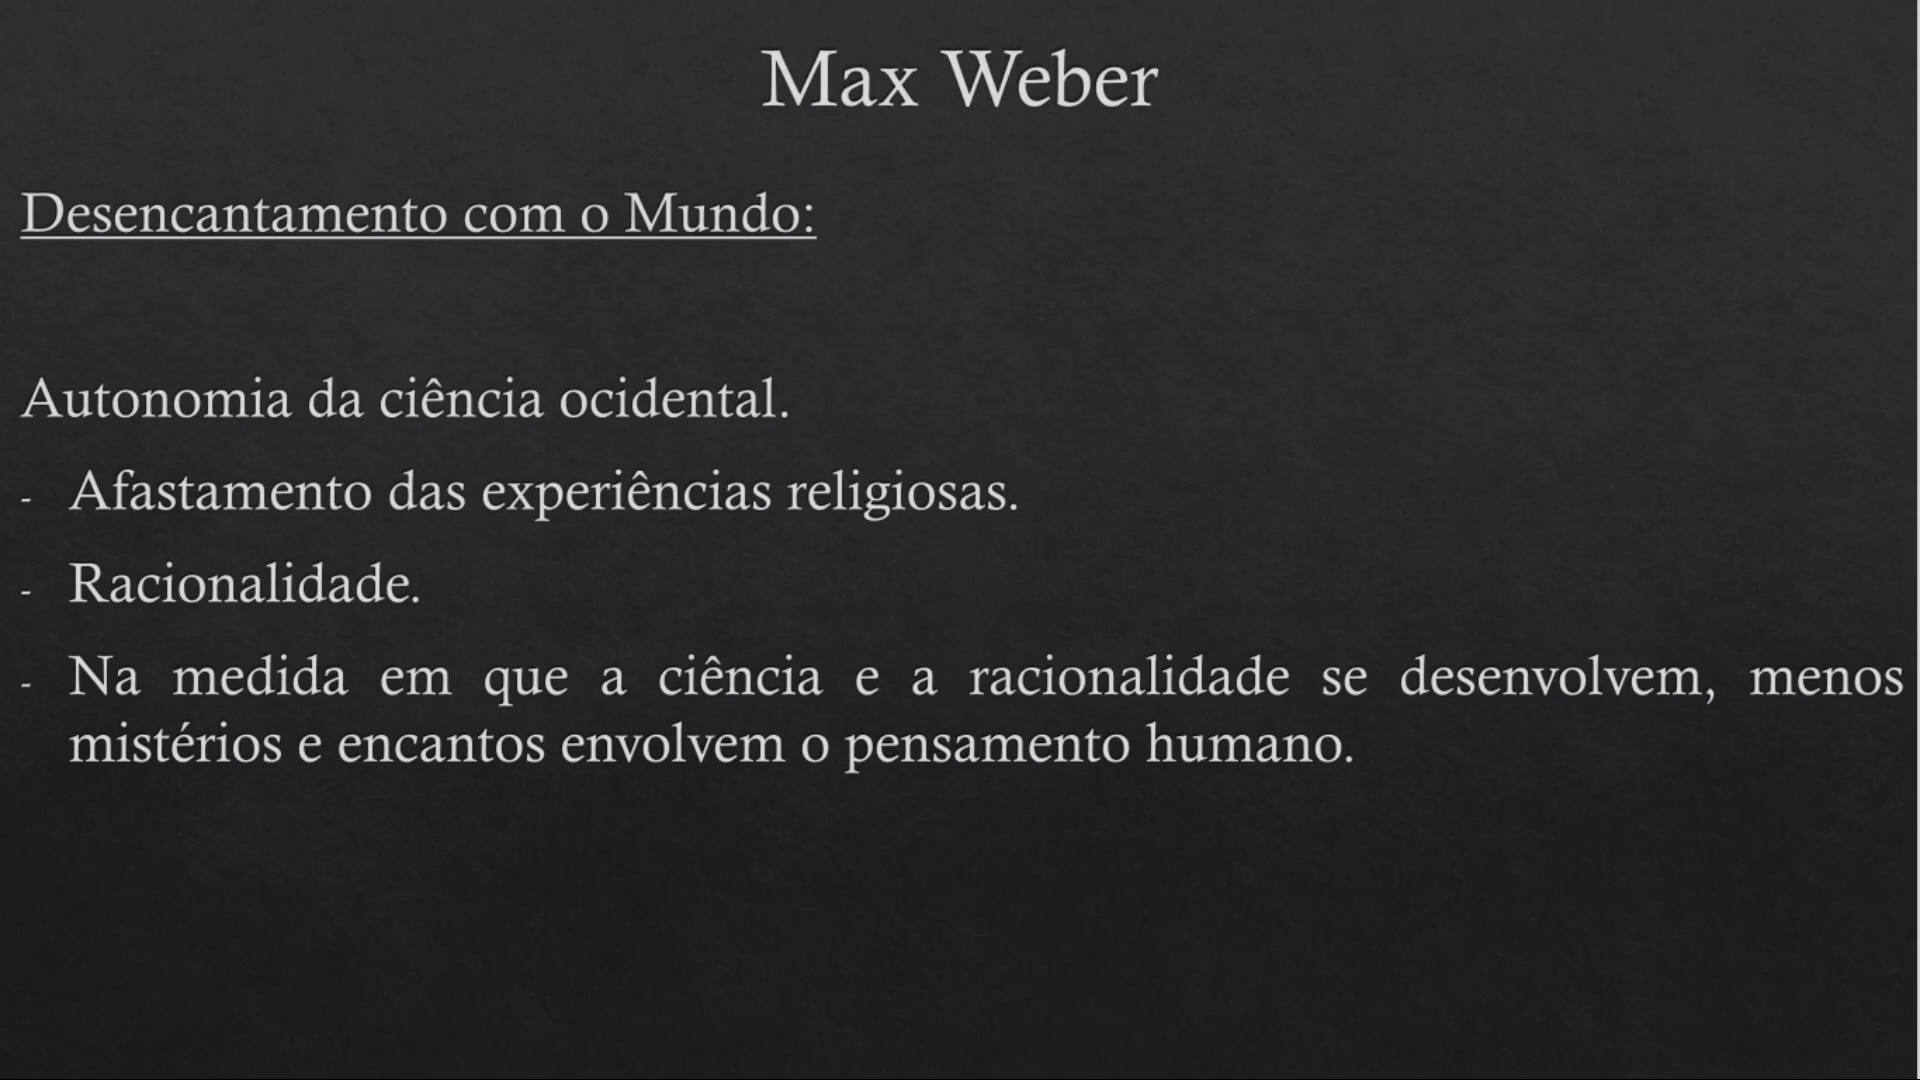 Max Weber
Desencantamento com o Mundo:
Autonomia da ciência ocidental.
- Afastamento das experiências religiosas.
- Racionalidade.
- Na medida em que a ciência e a racionalidade se desenvolvem, menos
mistérios e encantos envolvem o pensamento humano.